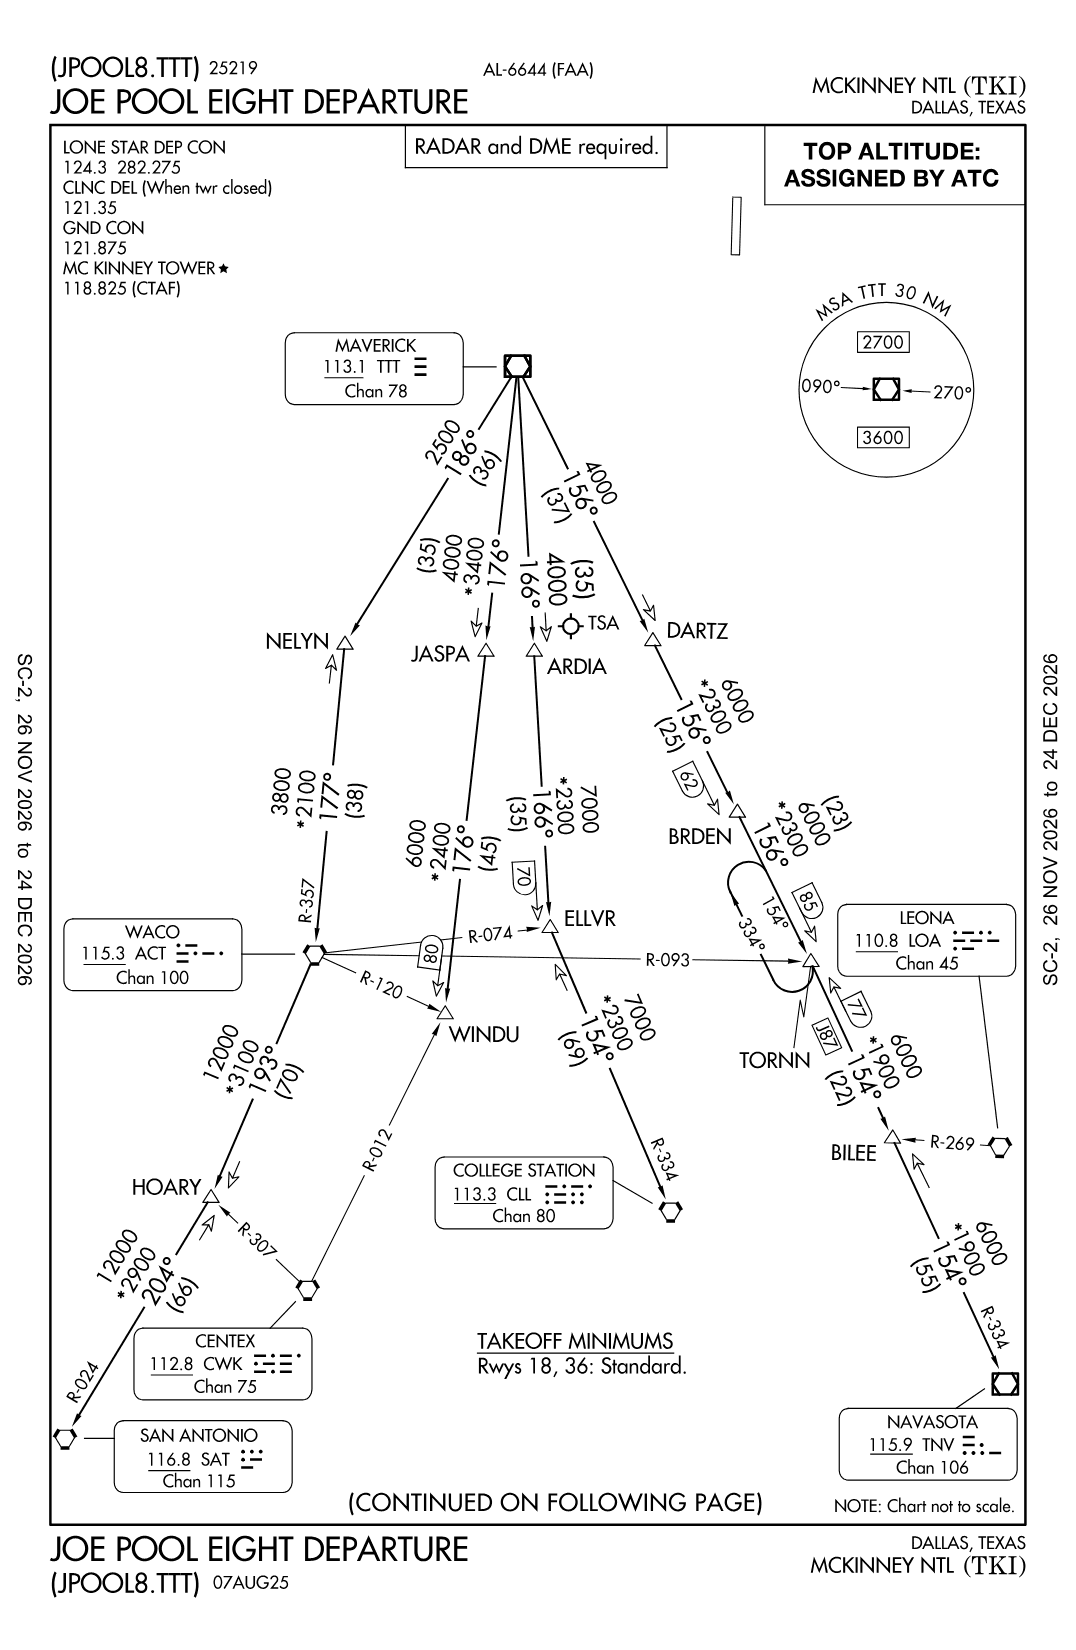 (JPOOL8.TTT) 25219
AL-6644 (FAA)
MCKINNEY NTL (TKI)
JOE POOL EIGHT DEPARTURE
DALLAS, TEXAS
LONE STAR DEP CON
124.3 282.275
CLNC DEL (When twr closed)
121.35
GND CON
121.875
MC KINNEY TOWER★
118.825 (CTAF)
RADAR and DME required.
TOP ALTITUDE:
ASSIGNED BY ATC
MSA TTT 30 NM
2700
090°
270°
3600
MAVERICK
113.1 TTT
Chan 78
2500
186°
(36)
(35)
4000
*3400
176°
166°
4000
(35)
4000
156°
(37)
TSA
NELYN
JASPA
ARDIA
DARTZ
3800
*2100
177°
(38)
R-357
6000
*2400
176°
(45)
80
7000
*2300
166°
(35)
70
6000
*2300
156°
(25)
62
BRDEN
(23)
6000
*2300
156°
85
154°
334°
ELLVR
WACO
115.3 ACT
Chan 100
R-074
R-093
R-120
LEONA
110.8 LOA
Chan 45
WINDU
TORNN
77
J87
6000
*1900
154°
(22)
7000
*2300
154°
(69)
R-334
12000
*3100
193°
(70)
R-012
BILEE
R-269
COLLEGE STATION
113.3 CLL
Chan 80
HOARY
R-307
12000
*2900
204°
(66)
R-024
6000
*1900
154°
(55)
R-334
CENTEX
112.8 CWK
Chan 75
TAKEOFF MINIMUMS
Rwys 18, 36: Standard.
SAN ANTONIO
116.8 SAT
Chan 115
NAVASOTA
115.9 TNV
Chan 106
(CONTINUED ON FOLLOWING PAGE)
NOTE: Chart not to scale.
SC-2, 26 NOV 2026 to 24 DEC 2026
SC-2, 26 NOV 2026 to 24 DEC 2026
JOE POOL EIGHT DEPARTURE
DALLAS, TEXAS
(JPOOL8.TTT) 07AUG25
MCKINNEY NTL (TKI)